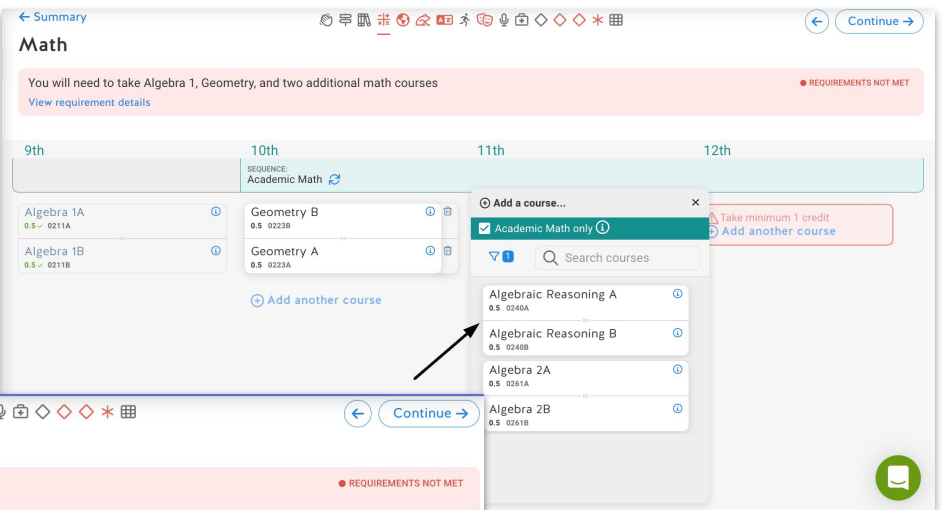 ← Summary
Continue →
Math
You will need to take Algebra 1, Geometry, and two additional math courses
REQUIREMENTS NOT MET
View requirement details
9th
10th
11th
12th
SEQUENCE:
Academic Math
Algebra 1A
0.5 ✓ 0211A
Algebra 1B
0.5 ✓ 0211B
Geometry B
0.5 0223B
Geometry A
0.5 0223A
Add another course
Add a course... ×
Academic Math only
1
Search courses
Algebraic Reasoning A
0.5 0240A
Algebraic Reasoning B
0.5 0240B
Algebra 2A
0.5 0261A
Algebra 2B
0.5 0261B
Take minimum 1 credit
Add another course
Continue →
REQUIREMENTS NOT MET